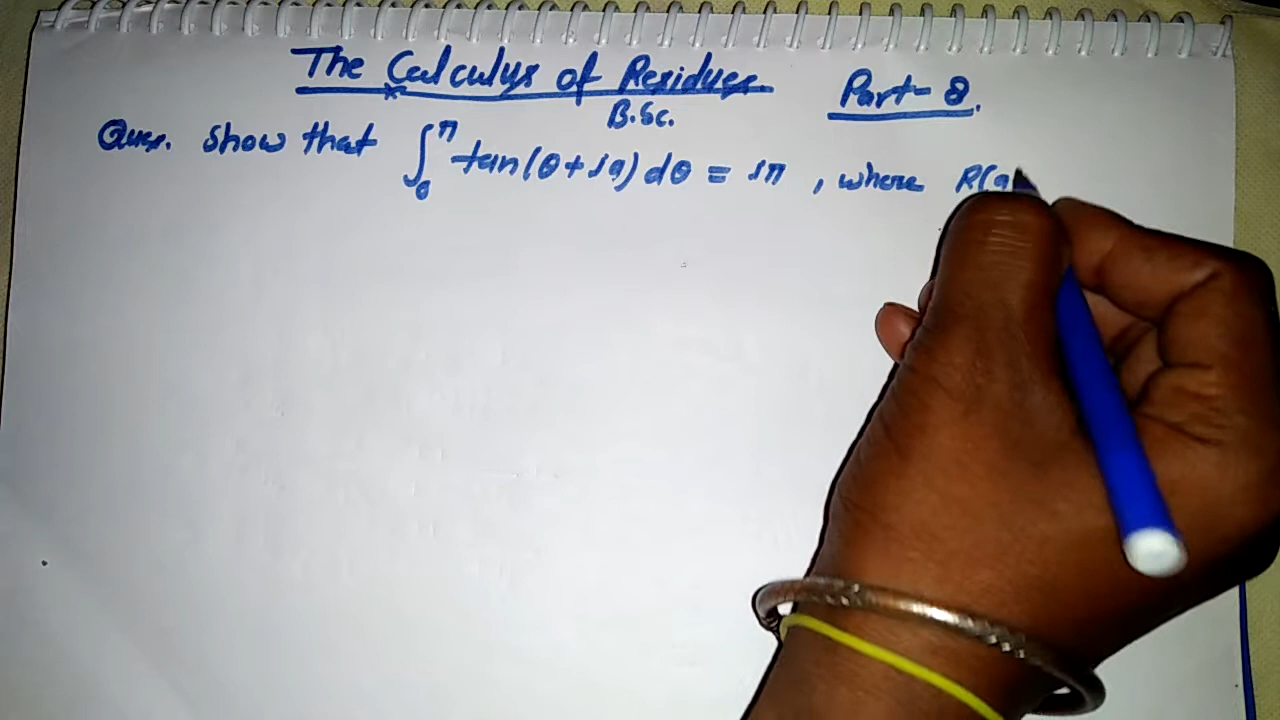 The Calculus of Residues. Part-8.
B.Sc.
Ques. Show that ∫₀^π tan(θ+ia)dθ = iπ, where R(a